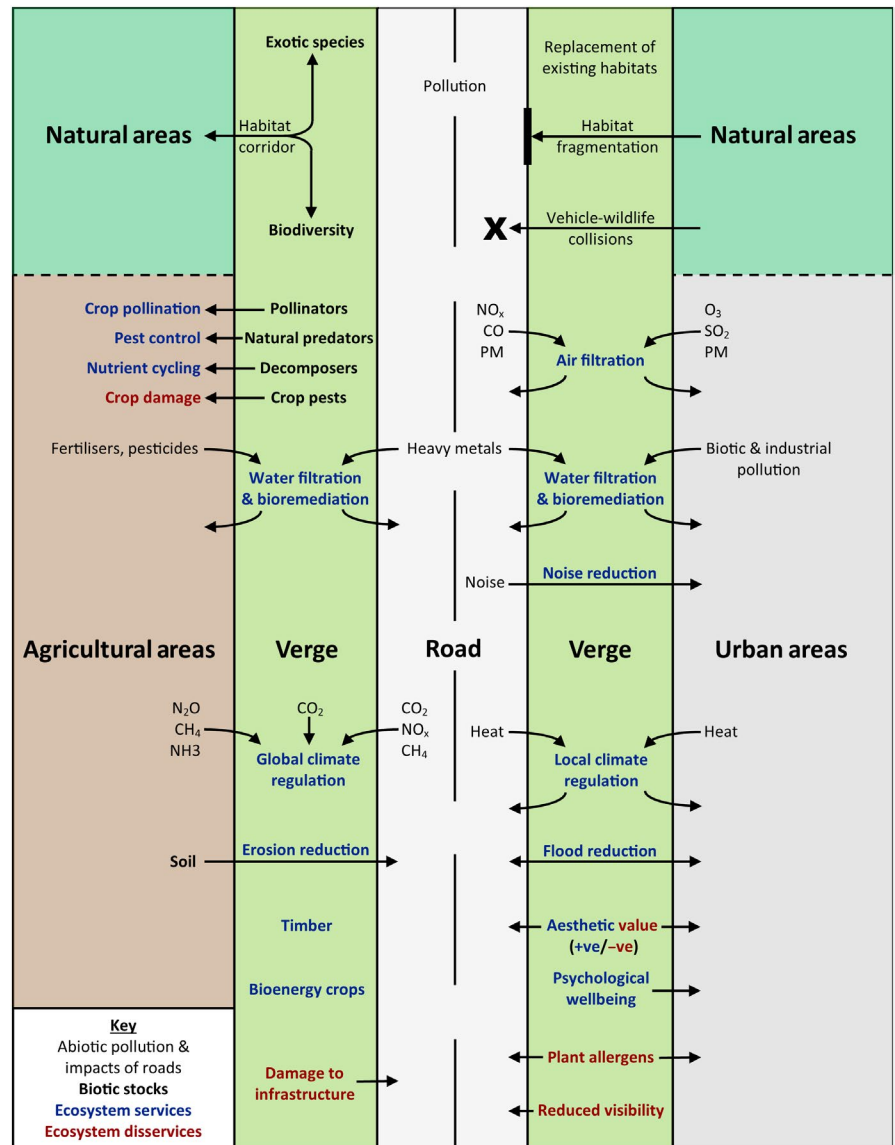 Exotic species
Replacement of
existing habitats
Pollution
Natural areas
Habitat
corridor
Habitat
fragmentation
Natural areas
Biodiversity
X
Vehicle-wildlife
collisions
Crop pollination
Pollinators
Pest control
Natural predators
Nutrient cycling
Decomposers
Crop damage
Crop pests
NOₓ
CO
PM
Air filtration
O₃
SO₂
PM
Fertilisers, pesticides
Water filtration
& bioremediation
Heavy metals
Water filtration
& bioremediation
Biotic & industrial
pollution
Noise
Noise reduction
Agricultural areas
Verge
Road
Verge
Urban areas
N₂O
CH₄
NH3
CO₂
Global climate
regulation
CO₂
NOₓ
CH₄
Heat
Local climate
regulation
Heat
Soil
Erosion reduction
Flood reduction
Timber
Aesthetic value
(+ve/−ve)
Bioenergy crops
Psychological
wellbeing
Damage to
infrastructure
Plant allergens
Reduced visibility
Key
Abiotic pollution &
impacts of roads
Biotic stocks
Ecosystem services
Ecosystem disservices